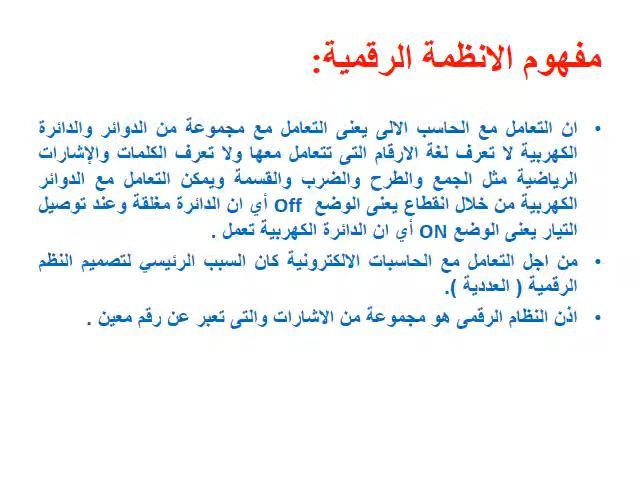 مفهوم الانظمة الرقمية:
• ان التعامل مع الحاسب الالى يعنى التعامل مع مجموعة من الدوائر والدائرة
الكهربية لا تعرف لغة الارقام التى تتعامل معها ولا تعرف الكلمات والإشارات
الرياضية مثل الجمع والطرح والضرب والقسمة ويمكن التعامل مع الدوائر
الكهربية من خلال انقطاع يعنى الوضع Off أي ان الدائرة مغلقة وعند توصيل
التيار يعنى الوضع ON أي ان الدائرة الكهربية تعمل .
• من اجل التعامل مع الحاسبات الالكترونية كان السبب الرئيسي لتصميم النظم
الرقمية ( العددية ).
• اذن النظام الرقمى هو مجموعة من الاشارات والتى تعبر عن رقم معين .